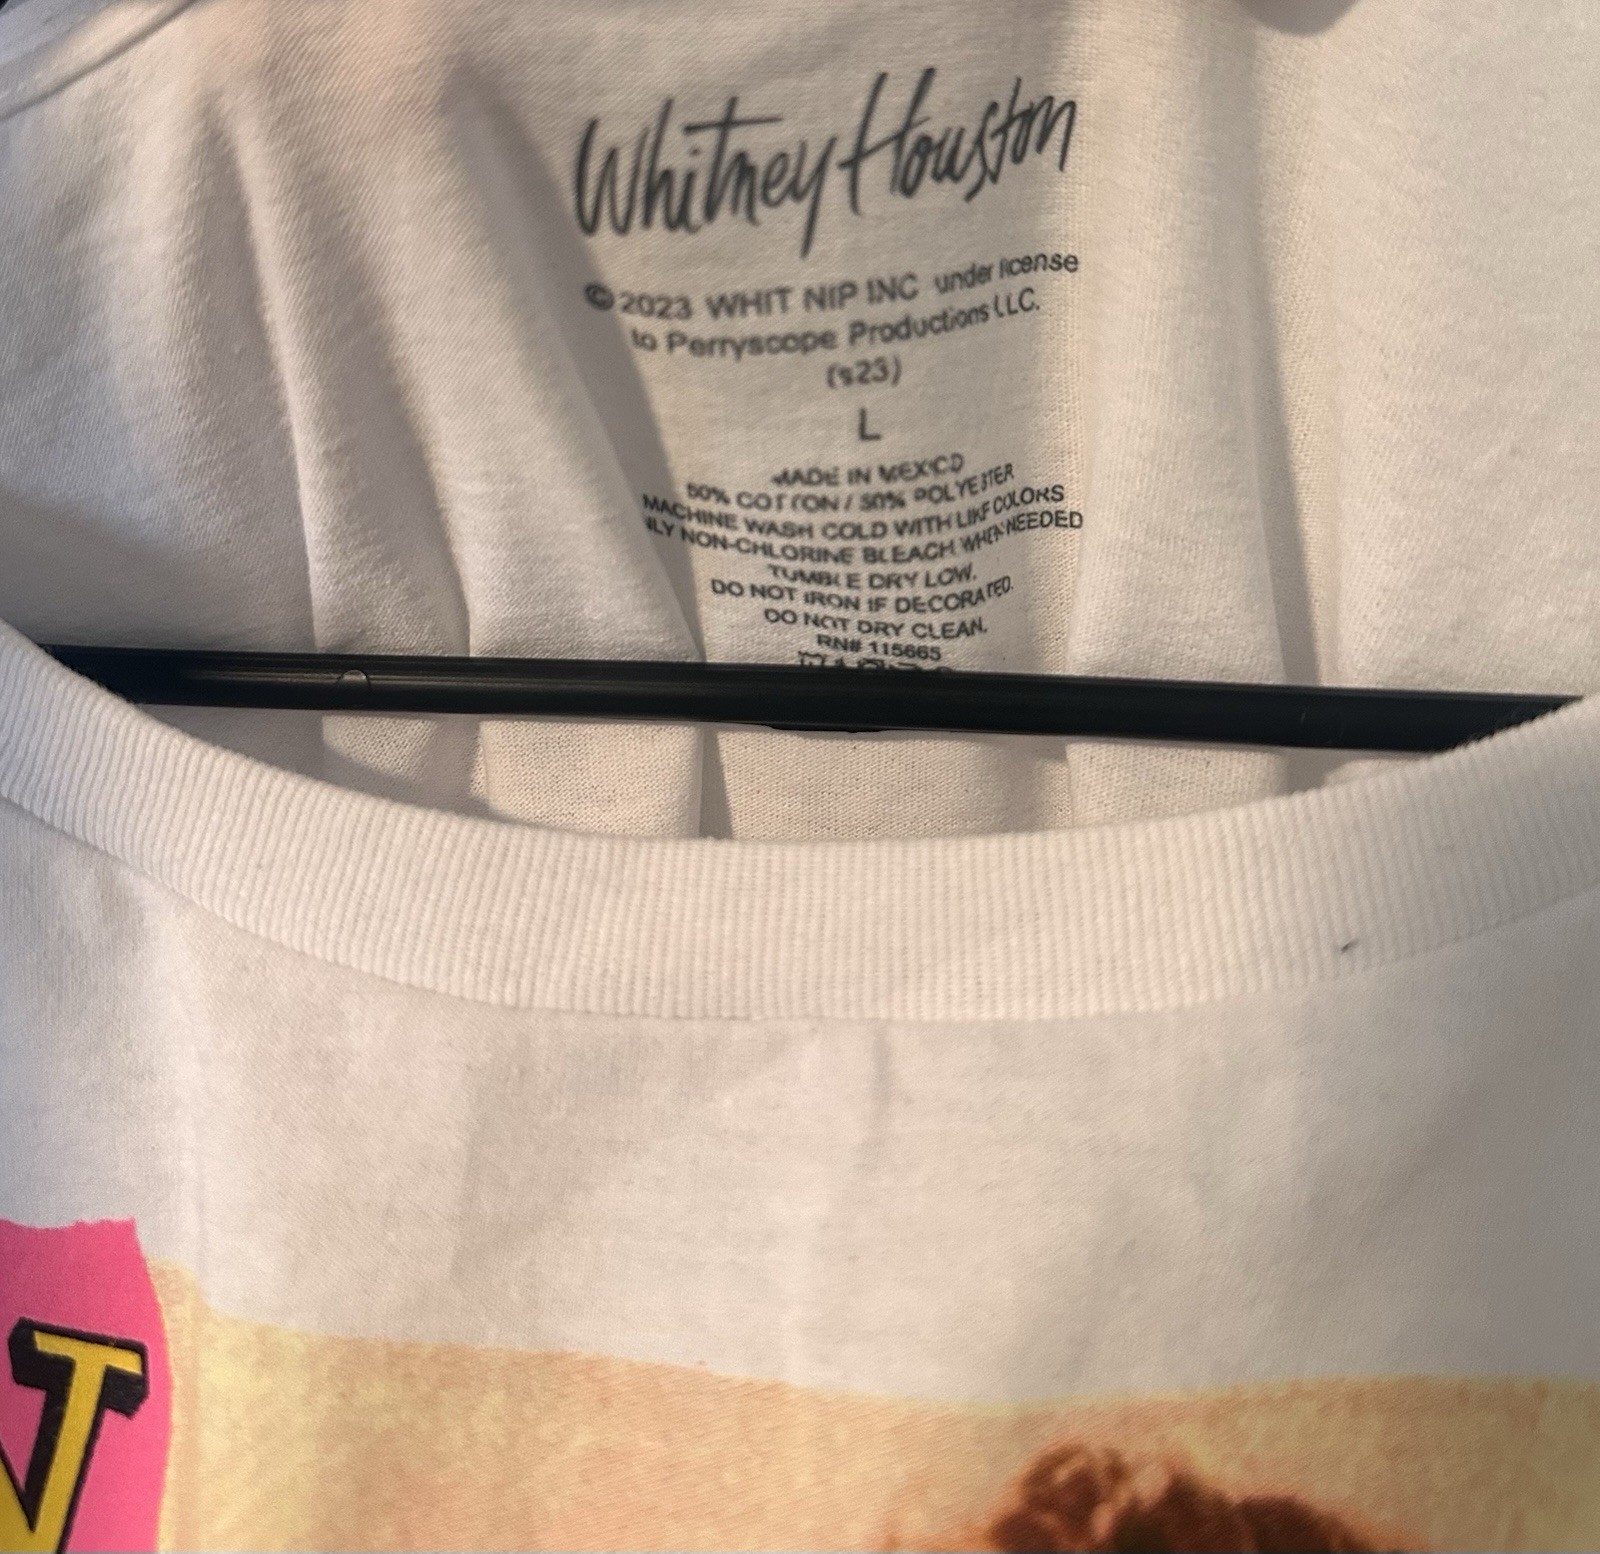 Whitney Houston
©2023 WHIT NIP INC under license
to Perryscope Productions LLC.
(s23)
L
MADE IN MEXICO
50% COTTON / 50% POLYESTER
MACHINE WASH COLD WITH LIKE COLORS
NLY NON-CHLORINE BLEACH WHEN NEEDED
TUMBLE DRY LOW.
DO NOT IRON IF DECORATED.
DO NOT DRY CLEAN.
RN# 115665